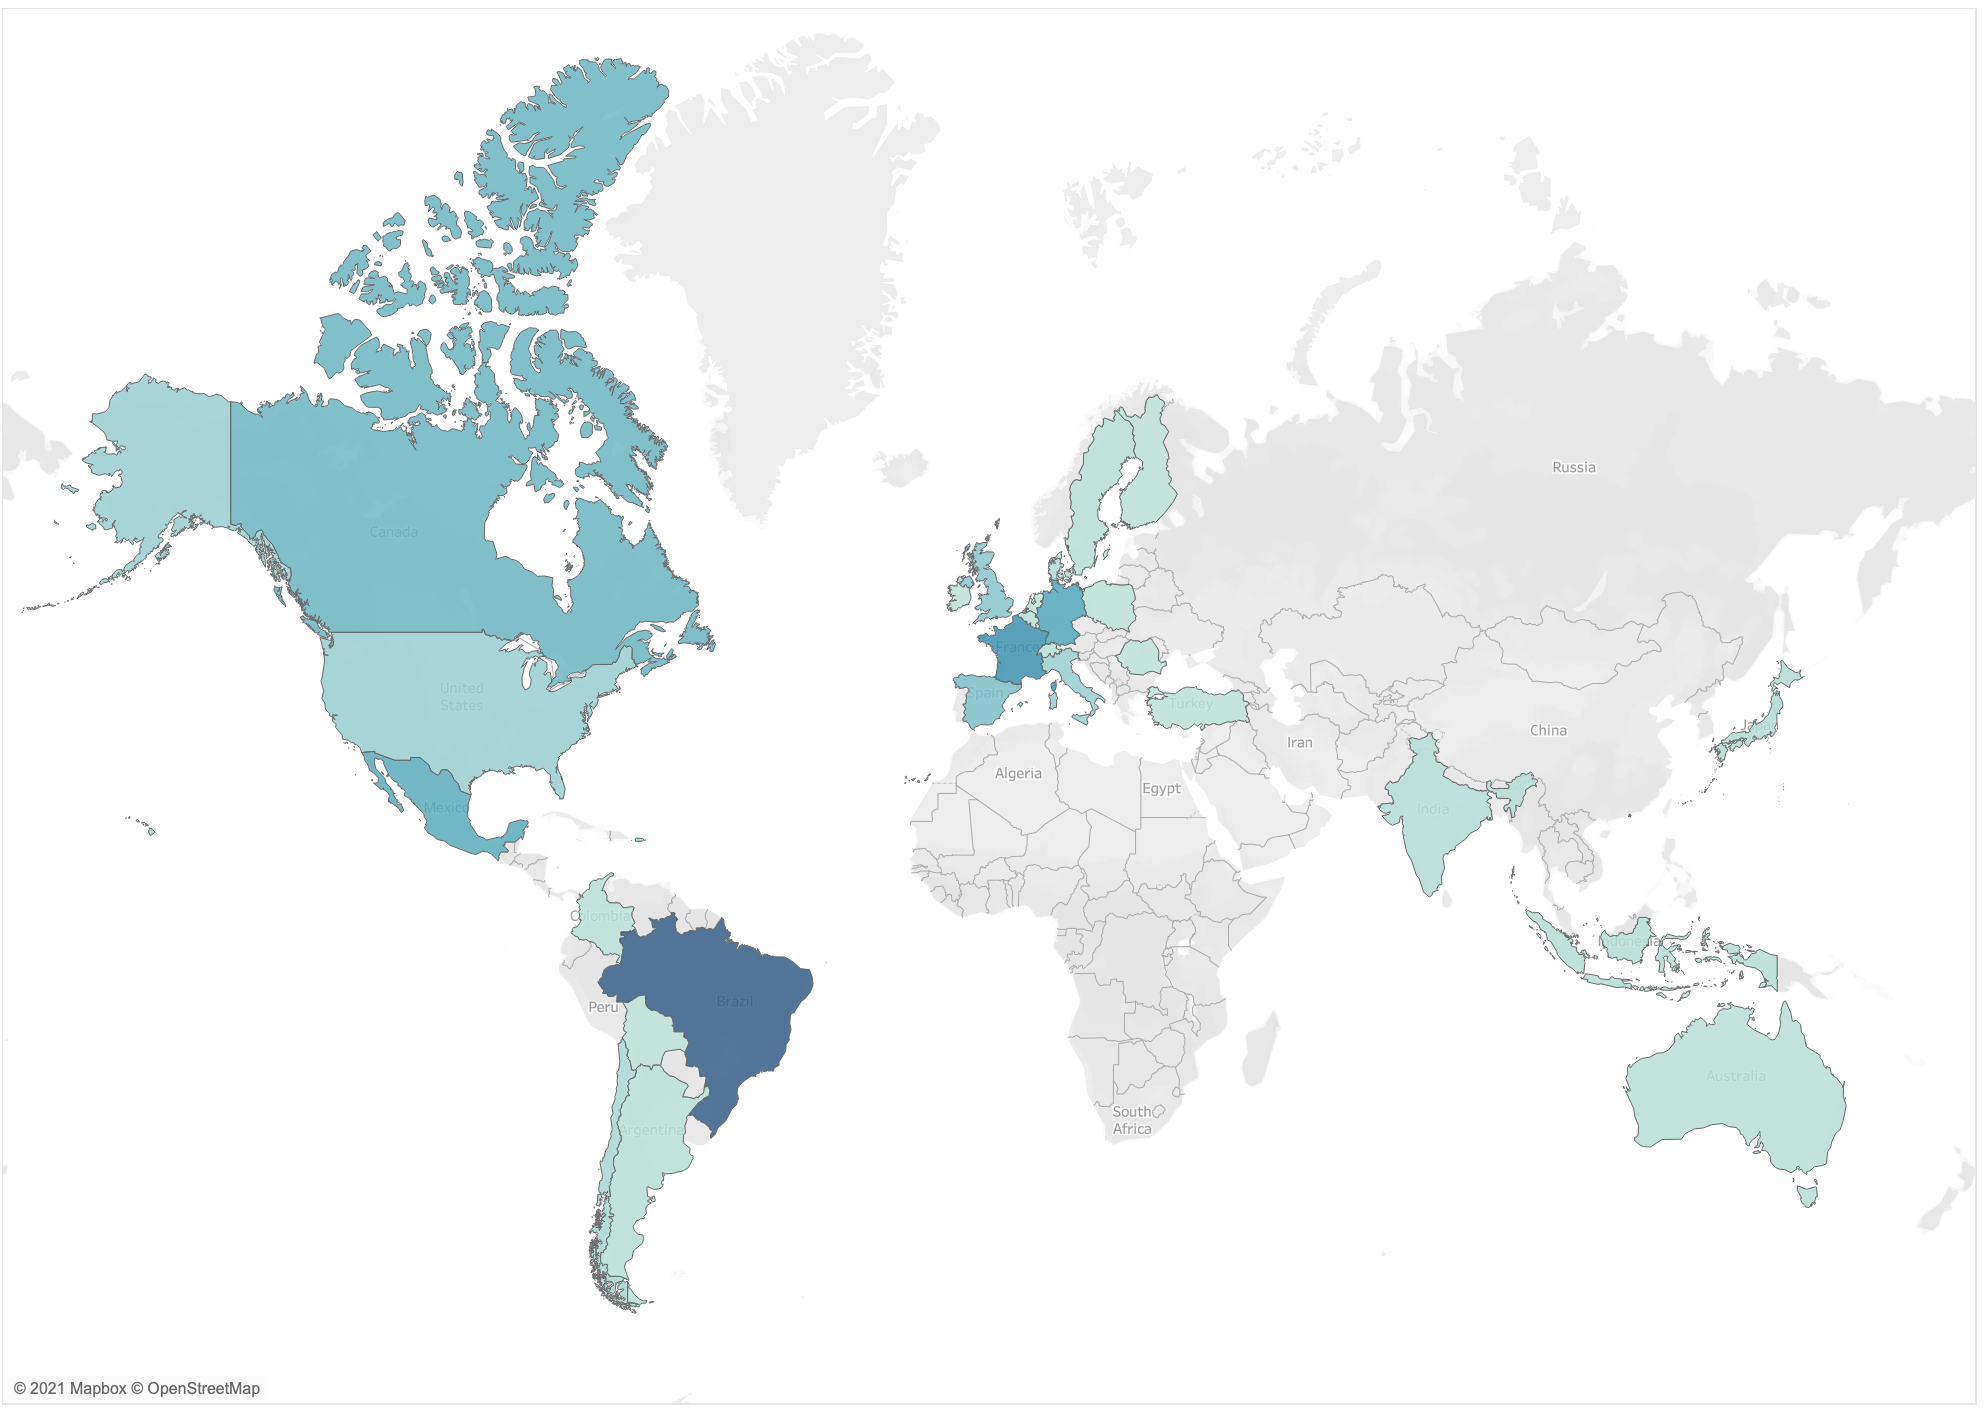 Russia
Canada
France
United
States
Spain
Turkey
China
Iran
Algeria
Egypt
Mexico
India
Colombia
Indonesia
Brazil
Peru
Australia
South
Africa
Argentina
© 2021 Mapbox © OpenStreetMap